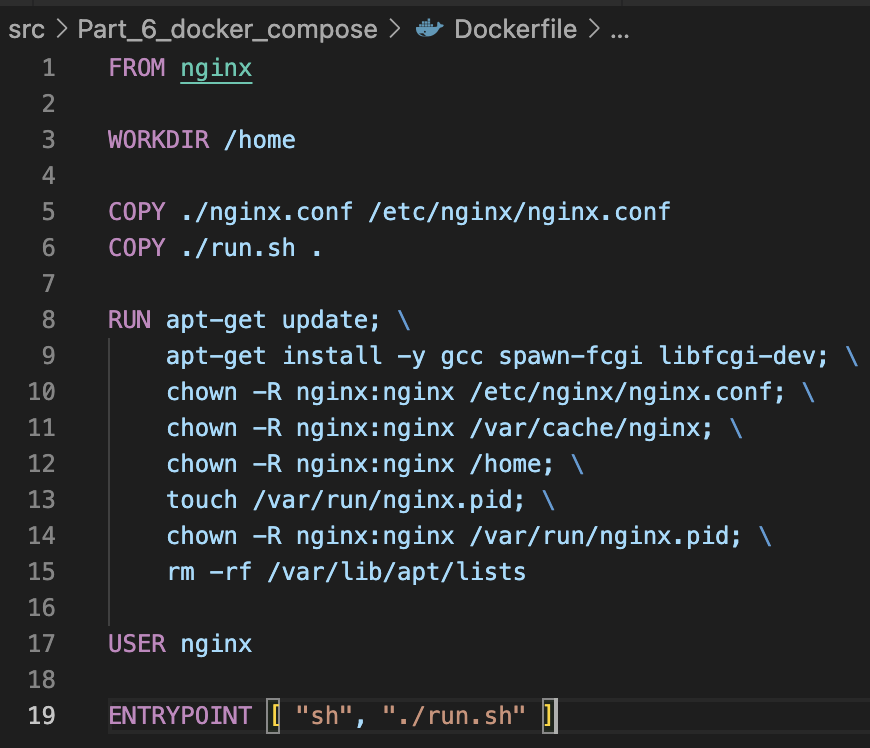 src > Part_6_docker_compose > Dockerfile > ...
1 FROM nginx
2
3 WORKDIR /home
4
5 COPY ./nginx.conf /etc/nginx/nginx.conf
6 COPY ./run.sh .
7
8 RUN apt-get update; \
9     apt-get install -y gcc spawn-fcgi libfcgi-dev; \
10     chown -R nginx:nginx /etc/nginx/nginx.conf; \
11     chown -R nginx:nginx /var/cache/nginx; \
12     chown -R nginx:nginx /home; \
13     touch /var/run/nginx.pid; \
14     chown -R nginx:nginx /var/run/nginx.pid; \
15     rm -rf /var/lib/apt/lists
16
17 USER nginx
18
19 ENTRYPOINT [ "sh", "./run.sh" ]